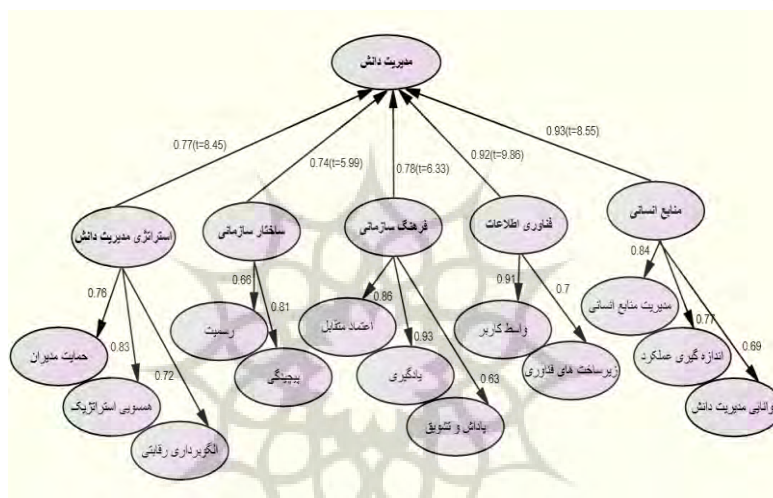 مدیریت دانش
0.77(t=8.45)
0.74(t=5.99)
0.78(t=6.33)
0.92(t=9.86)
0.93(t=8.55)
استراتژی مدیریت دانش
ساختار سازمانی
فرهنگ سازمانی
فناوری اطلاعات
منابع انسانی
0.76
0.83
0.72
0.66
0.81
0.86
0.93
0.63
0.91
0.7
0.84
0.77
0.69
حمایت مدیران
همسویی استراتژیک
الگوبرداری رقابتی
رسمیت
پیچیدگی
اعتماد متقابل
یادگیری
پاداش و تشویق
واسط کاربر
زیرساخت های فناوری
مدیریت منابع انسانی
اندازه گیری عملکرد
توانایی مدیریت دانش